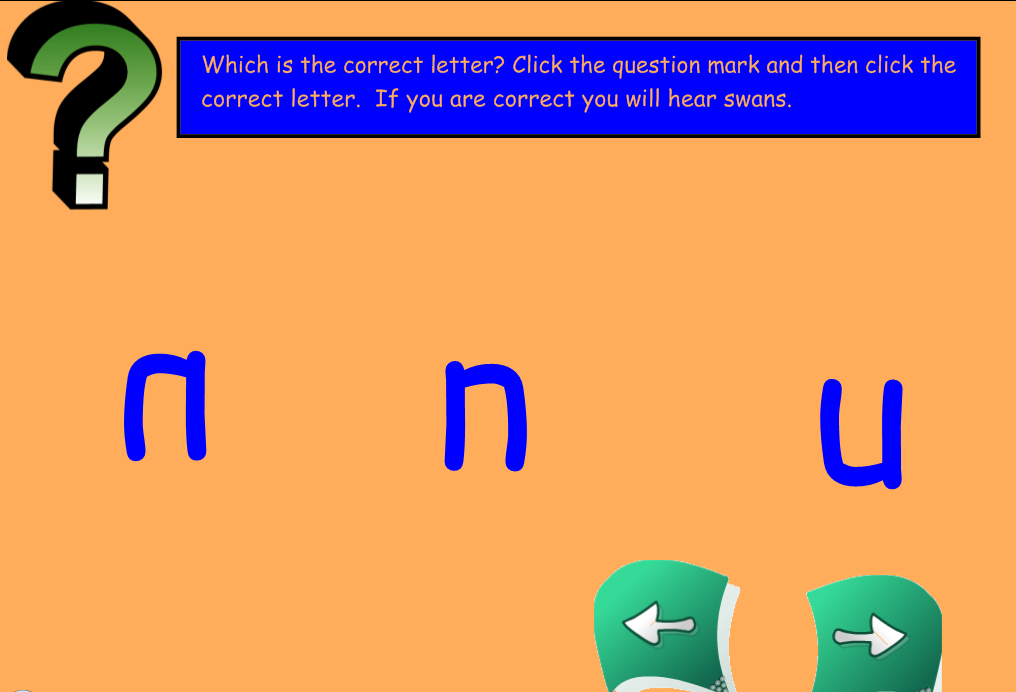 ?
Which is the correct letter? Click the question mark and then click the
correct letter.  If you are correct you will hear swans.
n u